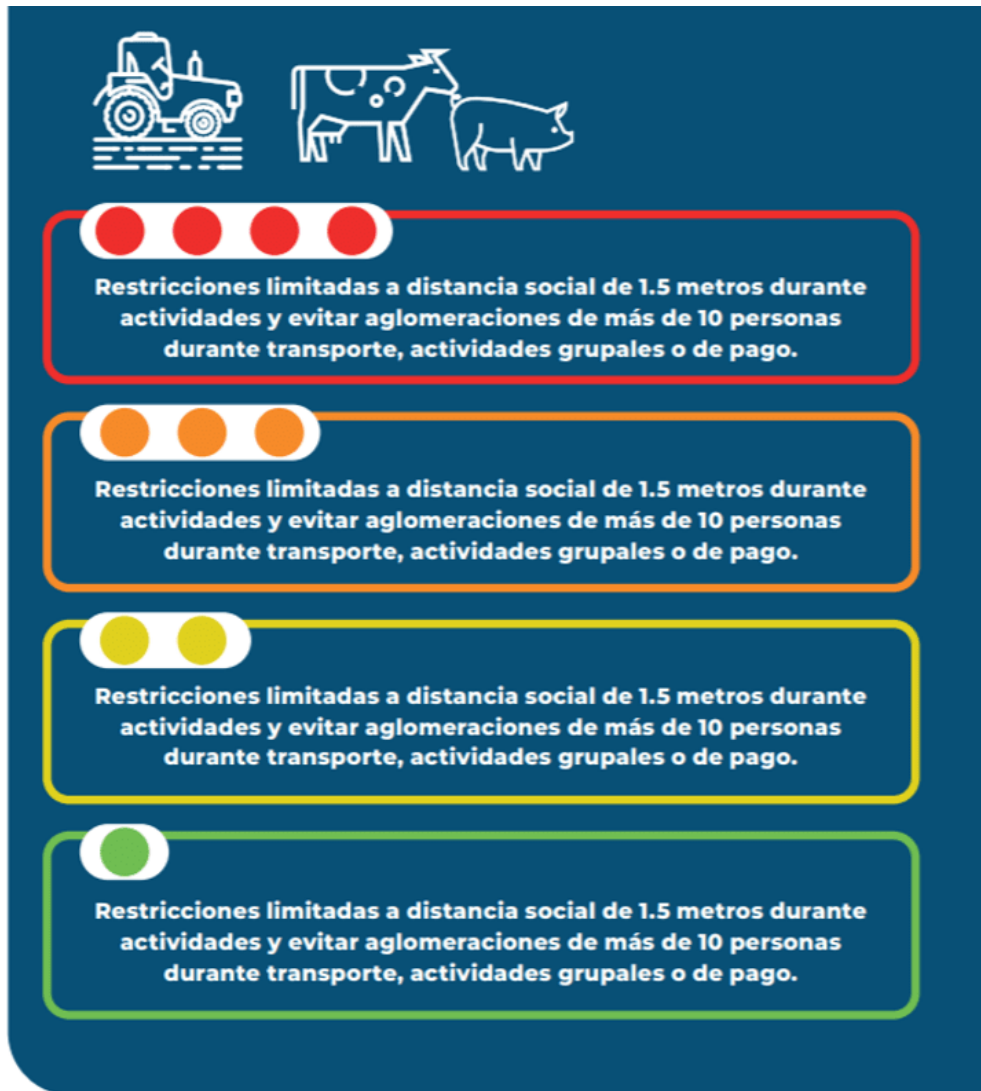 Restricciones limitadas a distancia social de 1.5 metros durante
actividades y evitar aglomeraciones de más de 10 personas
durante transporte, actividades grupales o de pago.
Restricciones limitadas a distancia social de 1.5 metros durante
actividades y evitar aglomeraciones de más de 10 personas
durante transporte, actividades grupales o de pago.
Restricciones limitadas a distancia social de 1.5 metros durante
actividades y evitar aglomeraciones de más de 10 personas
durante transporte, actividades grupales o de pago.
Restricciones limitadas a distancia social de 1.5 metros durante
actividades y evitar aglomeraciones de más de 10 personas
durante transporte, actividades grupales o de pago.